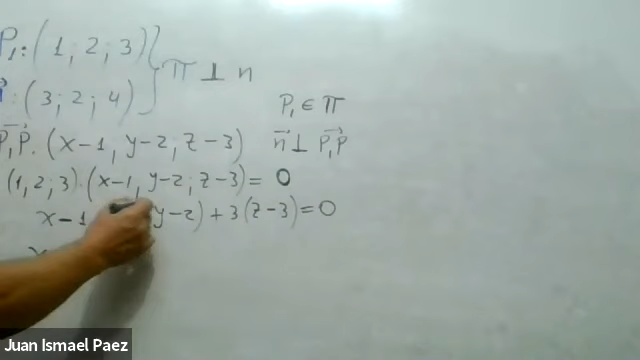 P₁: (1; 2; 3)
π ⊥ n
: (3; 2; 4)
P₁ ∈ π
P₁P. (x-1, y-2, z-3)
n ⊥ P₁P
(1, 2; 3) . (x-1, y-2; z-3) = 0
x-1 y-2) + 3(z-3) = 0
Juan Ismael Paez